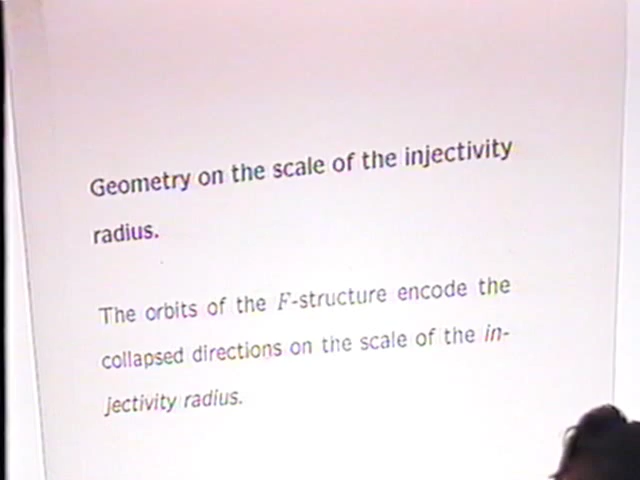 Geometry on the scale of the injectivity
radius.
The orbits of the F-structure encode the
collapsed directions on the scale of the in-
jectivity radius.